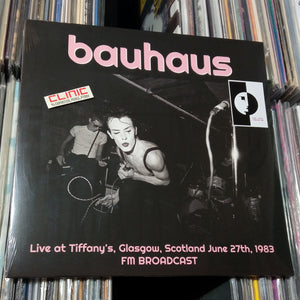 bauhaus
CLINIC
Live at Tiffany's, Glasgow, Scotland June 27th, 1983
FM BROADCAST